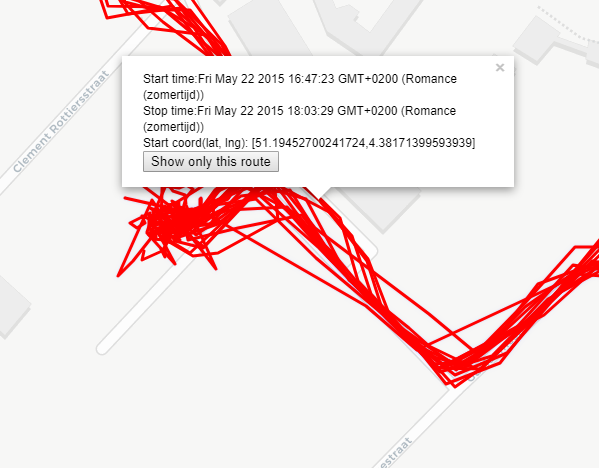 ×
Start time:Fri May 22 2015 16:47:23 GMT+0200 (Romance
(zomertijd))
Stop time:Fri May 22 2015 18:03:29 GMT+0200 (Romance
(zomertijd))
Start coord(lat, lng): [51.19452700241724,4.38171399593939]
Show only this route
Clement Rottiersstraat
estraat